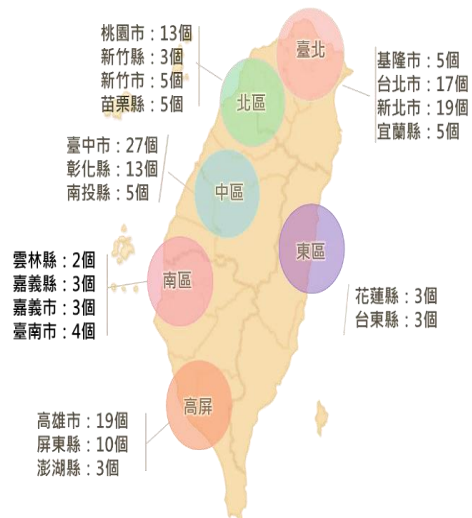 桃園市：13個
新竹縣：3個
新竹市：5個
苗栗縣：5個
臺北
基隆市：5個
台北市：17個
新北市：19個
宜蘭縣：5個
北區
臺中市：27個
彰化縣：13個
南投縣：5個
中區
東區
雲林縣：2個
嘉義縣：3個
嘉義市：3個
臺南市：4個
南區
花蓮縣：3個
台東縣：3個
高屏
高雄市：19個
屏東縣：10個
澎湖縣：3個